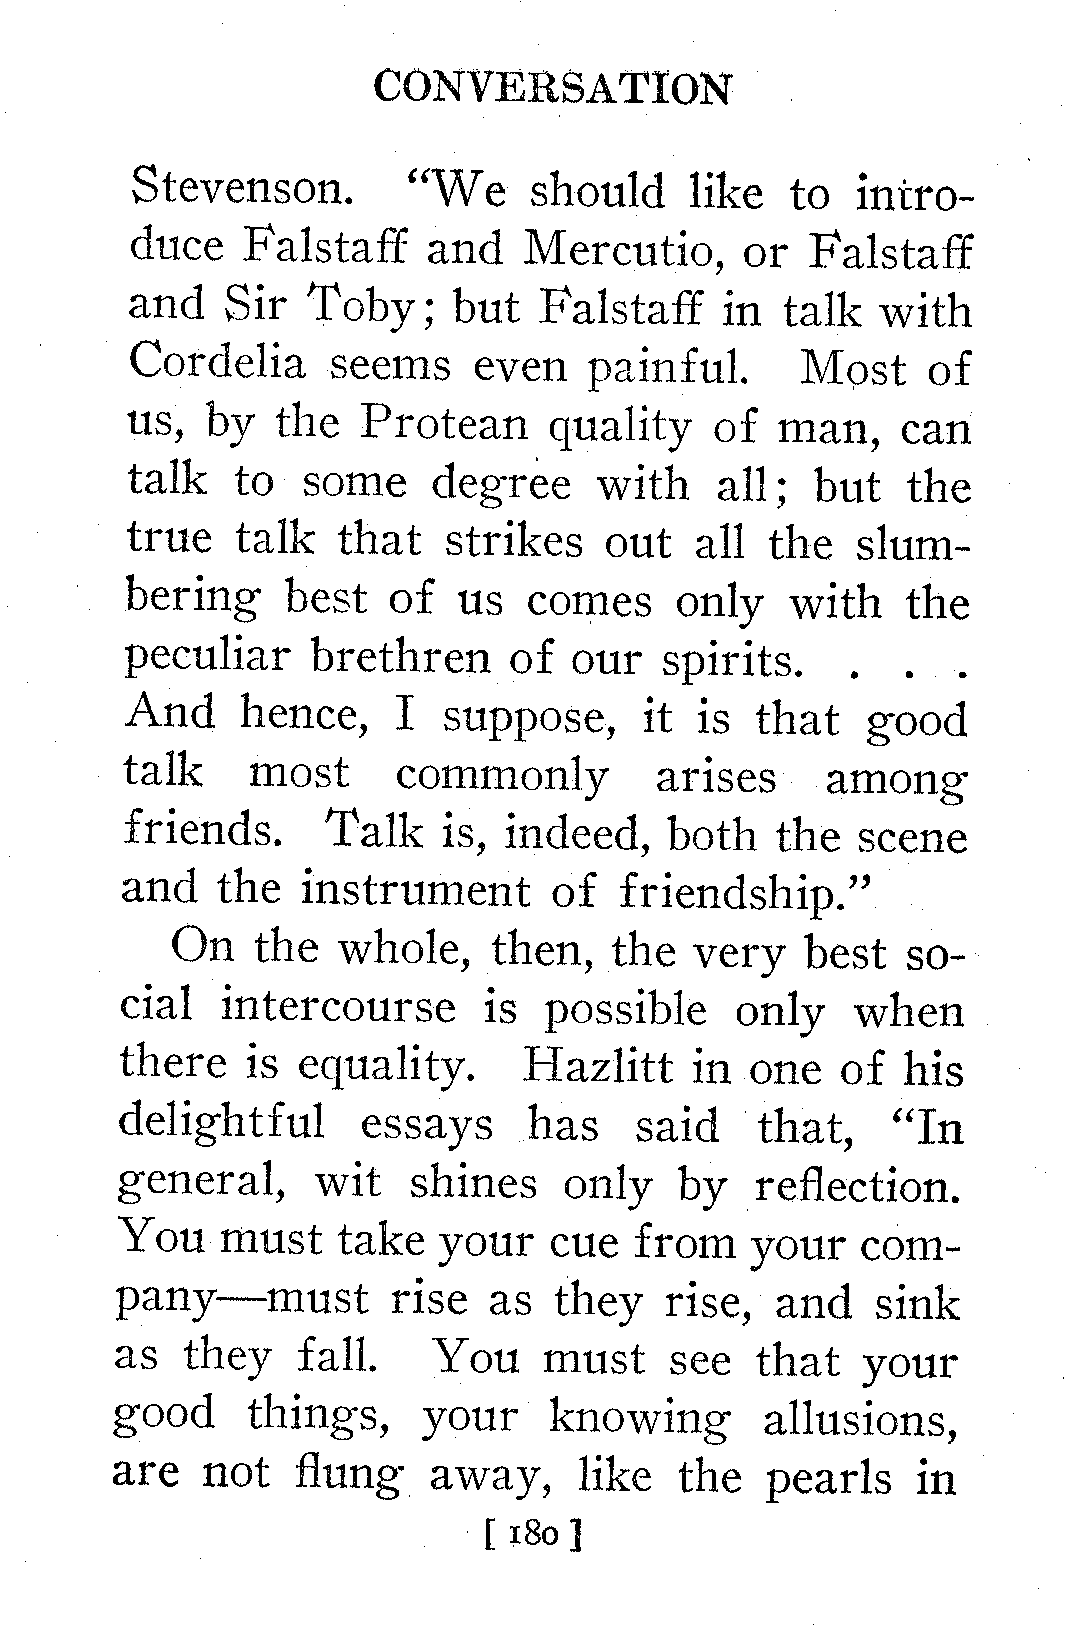 CONVERSATION
Stevenson. “We should like to intro-
duce Falstaff and Mercutio, or Falstaff
and Sir Toby; but Falstaff in talk with
Cordelia seems even painful. Most of
us, by the Protean quality of man, can
talk to some degree with all; but the
true talk that strikes out all the slum-
bering best of us comes only with the
peculiar brethren of our spirits. . . .
And hence, I suppose, it is that good
talk most commonly arises among
friends. Talk is, indeed, both the scene
and the instrument of friendship.”
On the whole, then, the very best so-
cial intercourse is possible only when
there is equality. Hazlitt in one of his
delightful essays has said that, “In
general, wit shines only by reflection.
You must take your cue from your com-
pany—must rise as they rise, and sink
as they fall. You must see that your
good things, your knowing allusions,
are not flung away, like the pearls in
[ 180 ]